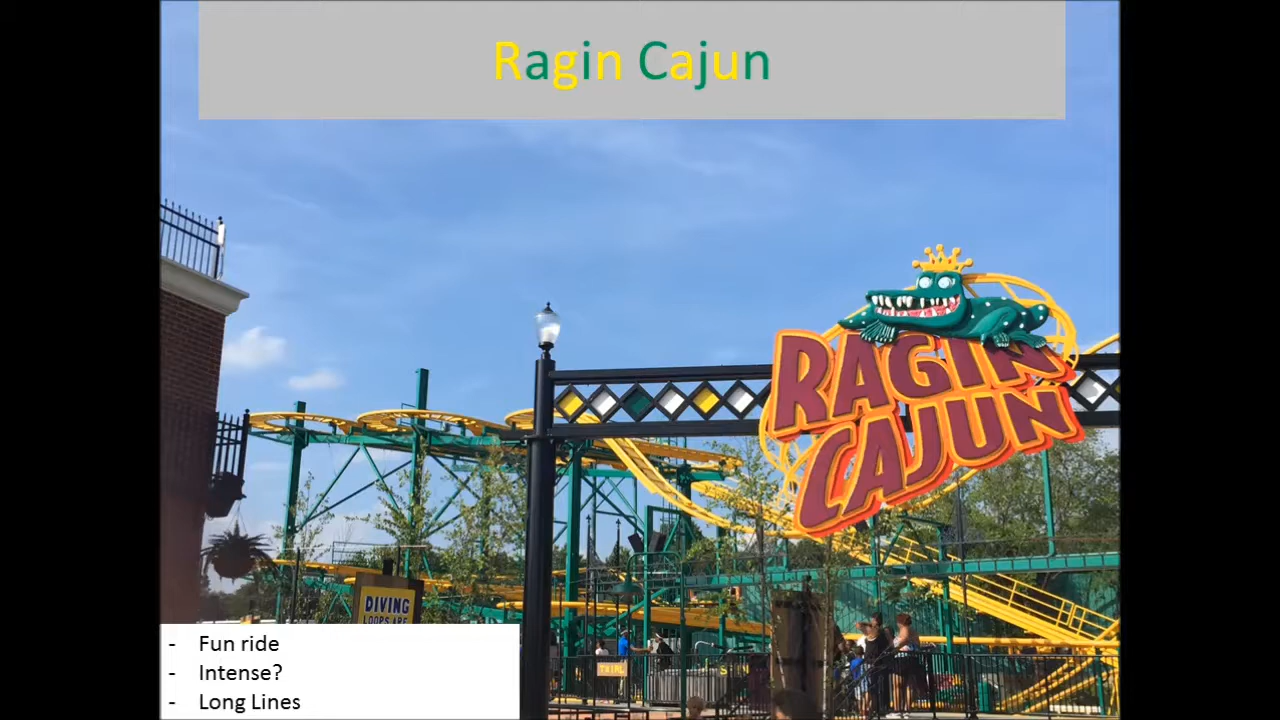 Ragin Cajun
RAGIN
CAJUN
DIVING
LOOPS ARE
- Fun ride
- Intense?
- Long Lines